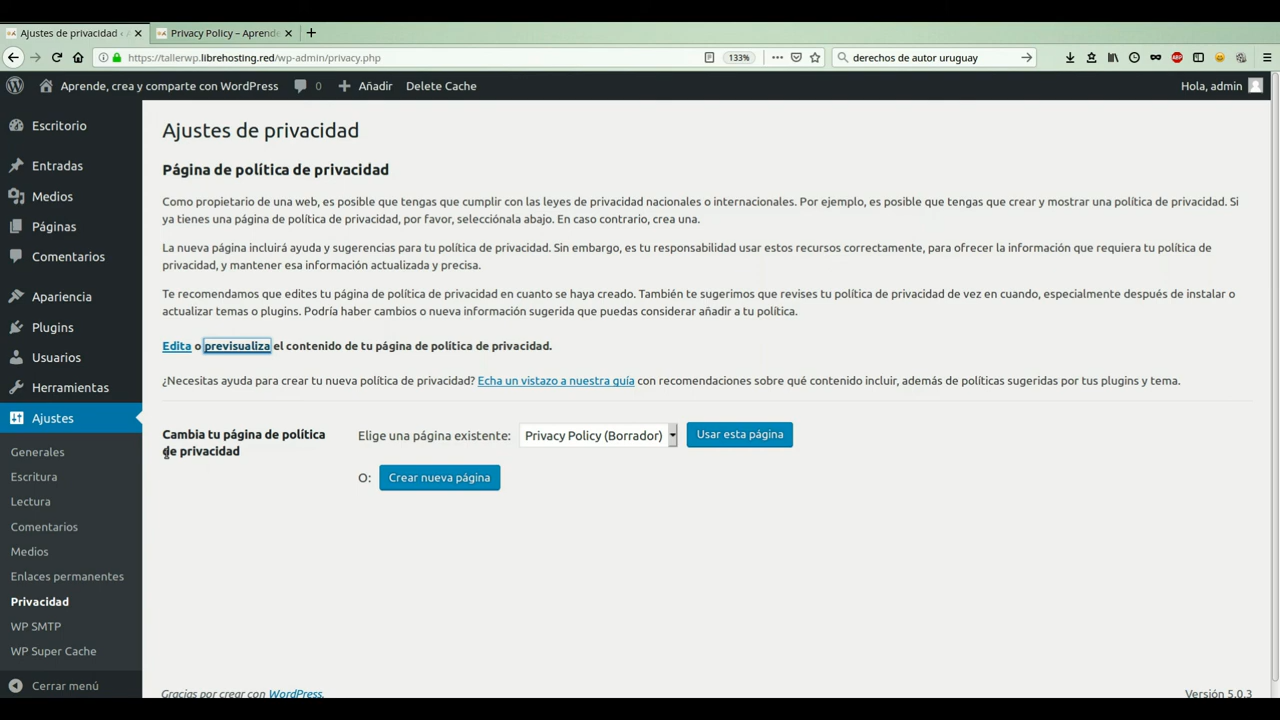 Ajustes de privacidad ‹ A
Privacy Policy – Aprende
https://tallerwp.librehosting.red/wp-admin/privacy.php
133%
derechos de autor uruguay
Aprende, crea y comparte con WordPress
0
Añadir
Delete Cache
Hola, admin
Escritorio
Entradas
Medios
Páginas
Comentarios
Apariencia
Plugins
Usuarios
Herramientas
Ajustes
Generales
Escritura
Lectura
Comentarios
Medios
Enlaces permanentes
Privacidad
WP SMTP
WP Super Cache
Cerrar menú
Ajustes de privacidad
Página de política de privacidad
Como propietario de una web, es posible que tengas que cumplir con las leyes de privacidad nacionales o internacionales. Por ejemplo, es posible que tengas que crear y mostrar una política de privacidad. Si
ya tienes una página de política de privacidad, por favor, selecciónala abajo. En caso contrario, crea una.
La nueva página incluirá ayuda y sugerencias para tu política de privacidad. Sin embargo, es tu responsabilidad usar estos recursos correctamente, para ofrecer la información que requiera tu política de
privacidad, y mantener esa información actualizada y precisa.
Te recomendamos que edites tu página de política de privacidad en cuanto se haya creado. También te sugerimos que revises tu política de privacidad de vez en cuando, especialmente después de instalar o
actualizar temas o plugins. Podría haber cambios o nueva información sugerida que puedas considerar añadir a tu política.
Edita o previsualiza el contenido de tu página de política de privacidad.
¿Necesitas ayuda para crear tu nueva política de privacidad? Echa un vistazo a nuestra guía con recomendaciones sobre qué contenido incluir, además de políticas sugeridas por tus plugins y tema.
Cambia tu página de política
de privacidad
Elige una página existente:
Privacy Policy (Borrador)
Usar esta página
O:
Crear nueva página
Gracias por crear con WordPress.
Versión 5.0.3